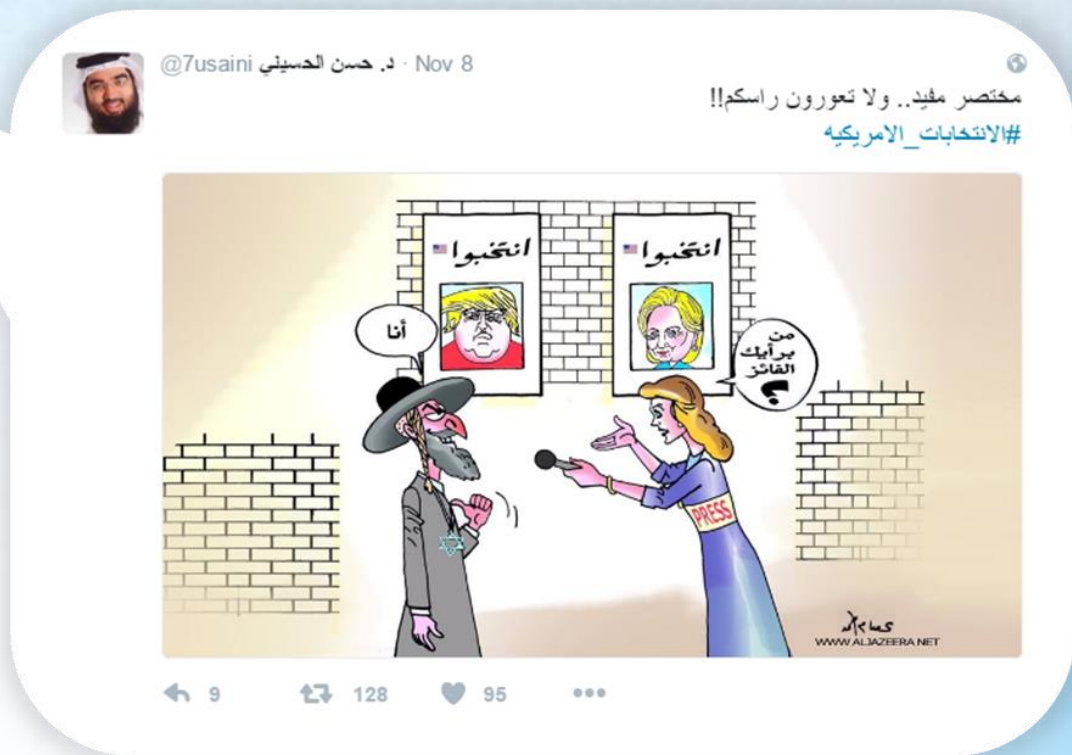 د. حسن الحسيني @7usaini · Nov 8
مختصر مفيد.. ولا تعورون راسكم!!
#الانتخابات_الامريكيه
انتخبوا
انتخبوا
أنا
من
برأيك
الفائز
؟
PRESS
WWW.ALJAZEERA.NET
9
128
95